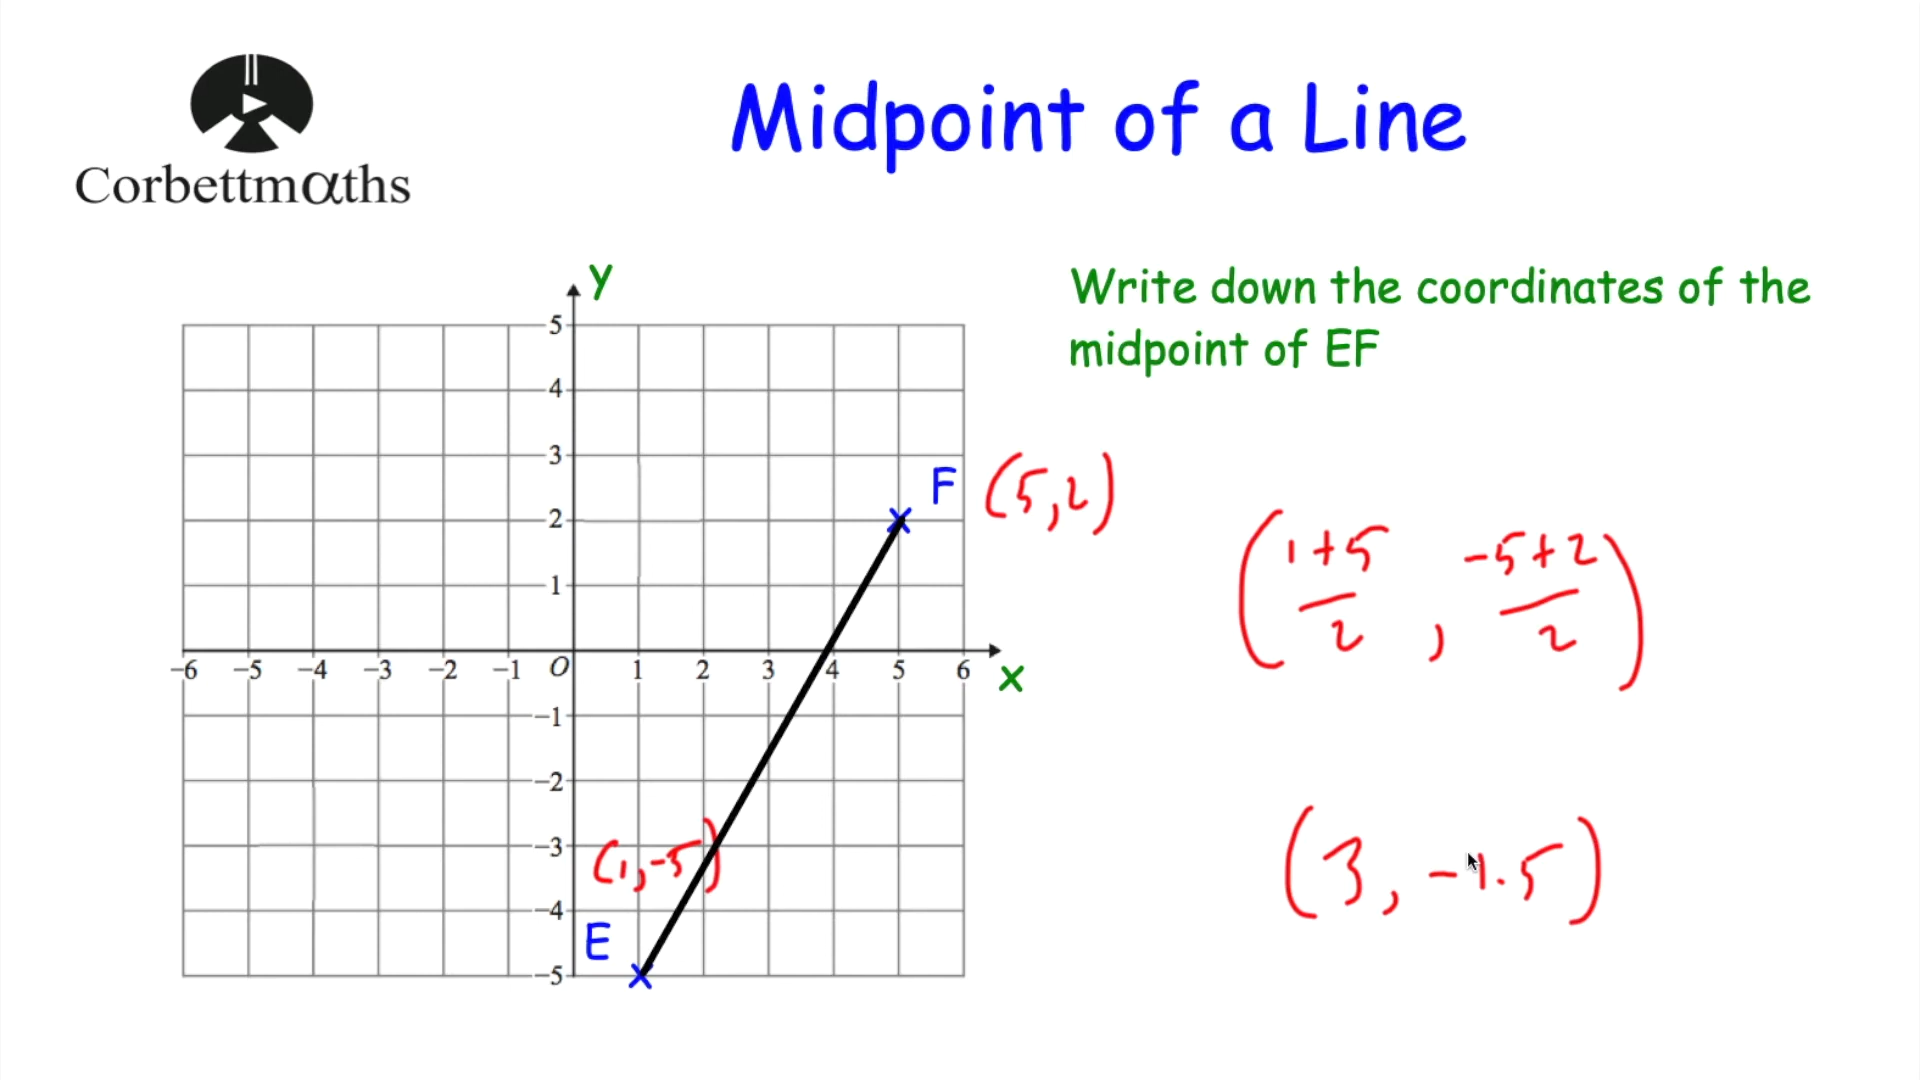 Corbettmαths
Midpoint of a Line
Write down the coordinates of the
midpoint of EF
y
5
4
3
2
1
−6 −5 −4 −3 −2 −1 O 1 2 3 4 5 6
x
−1
−2
−3
−4
−5
F (5,2)
(1,-5)
E
(1+5/2 , -5+2/2)
(3, -1.5)